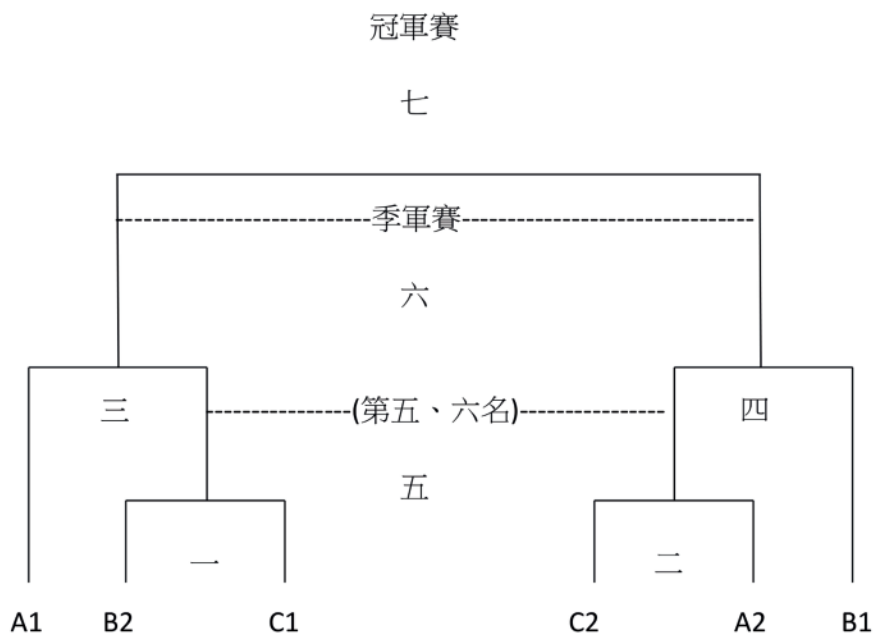 冠軍賽
七
季軍賽
六
三
(第五、六名)
四
五
一
二
A1 B2 C1 C2 A2 B1